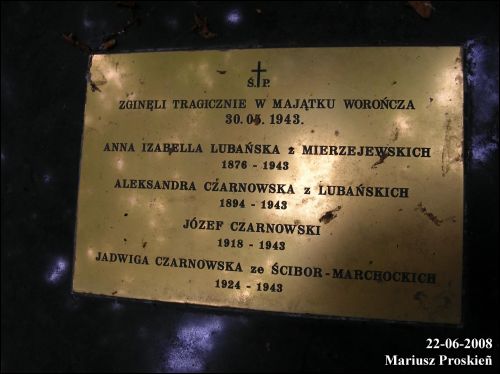 Ś.P.
ZGINĘLI TRAGICZNIE W MAJĄTKU WOROŃCZA
30.05.1943.
ANNA IZABELLA LUBAŃSKA z MIERZEJEWSKICH
1876 - 1943
ALEKSANDRA CZARNOWSKA z LUBAŃSKICH
1894 - 1943
JÓZEF CZARNOWSKI
1918 - 1943
JADWIGA CZARNOWSKA ze ŚCIBOR-MARCHOCKICH
1924 - 1943
22-06-2008
Mariusz Proskień